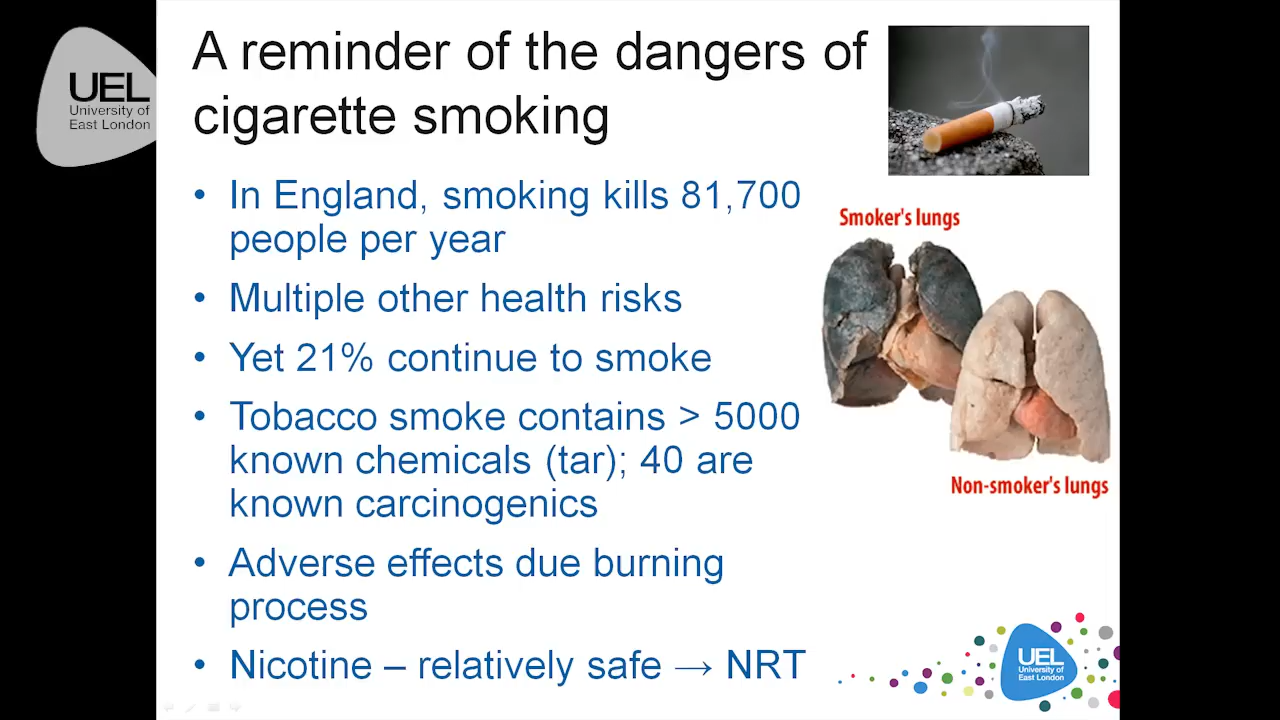 UEL
University of
East London
A reminder of the dangers of
cigarette smoking
• In England, smoking kills 81,700
people per year
• Multiple other health risks
• Yet 21% continue to smoke
• Tobacco smoke contains > 5000
known chemicals (tar); 40 are
known carcinogenics
• Adverse effects due burning
process
• Nicotine – relatively safe → NRT
Smoker's lungs
Non-smoker's lungs
UEL
University of
East London